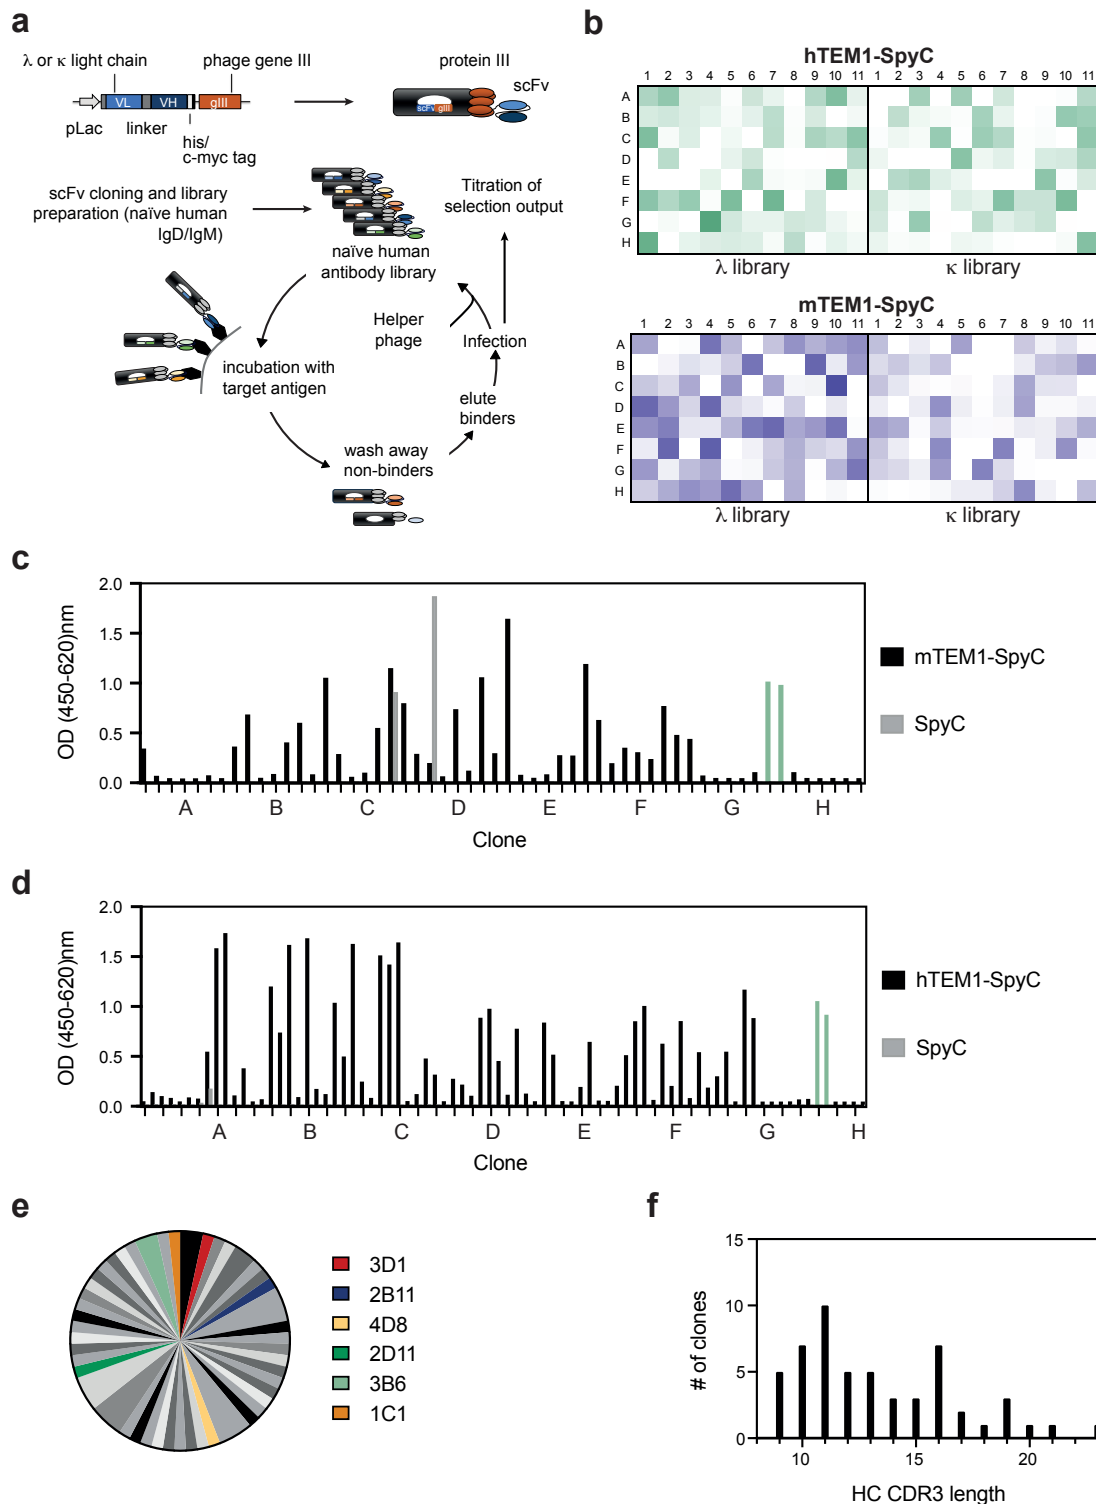 a
λ or κ light chain
phage gene III
protein III
scFv
VL
VH
gIII
scFv
gIII
pLac
linker
his/
c-myc tag
scFv cloning and library
preparation (naïve human
IgD/IgM)
Titration of
selection output
naïve human
antibody library
Helper
phage
Infection
incubation with
target antigen
elute
binders
wash away
non-binders
b
hTEM1-SpyC
1 2 3 4 5 6 7 8 9 10 11 1 2 3 4 5 6 7 8 9 10 11
A
B
C
D
E
F
G
H
λ library
κ library
mTEM1-SpyC
1 2 3 4 5 6 7 8 9 10 11 1 2 3 4 5 6 7 8 9 10 11
A
B
C
D
E
F
G
H
λ library
κ library
c
OD (450-620)nm
2.0
1.5
1.0
0.5
0.0
A B C D E F G H
Clone
mTEM1-SpyC
SpyC
d
OD (450-620)nm
2.0
1.5
1.0
0.5
0.0
A B C D E F G H
Clone
hTEM1-SpyC
SpyC
e
3D1
2B11
4D8
2D11
3B6
1C1
f
# of clones
15
10
5
0
10 15 20
HC CDR3 length